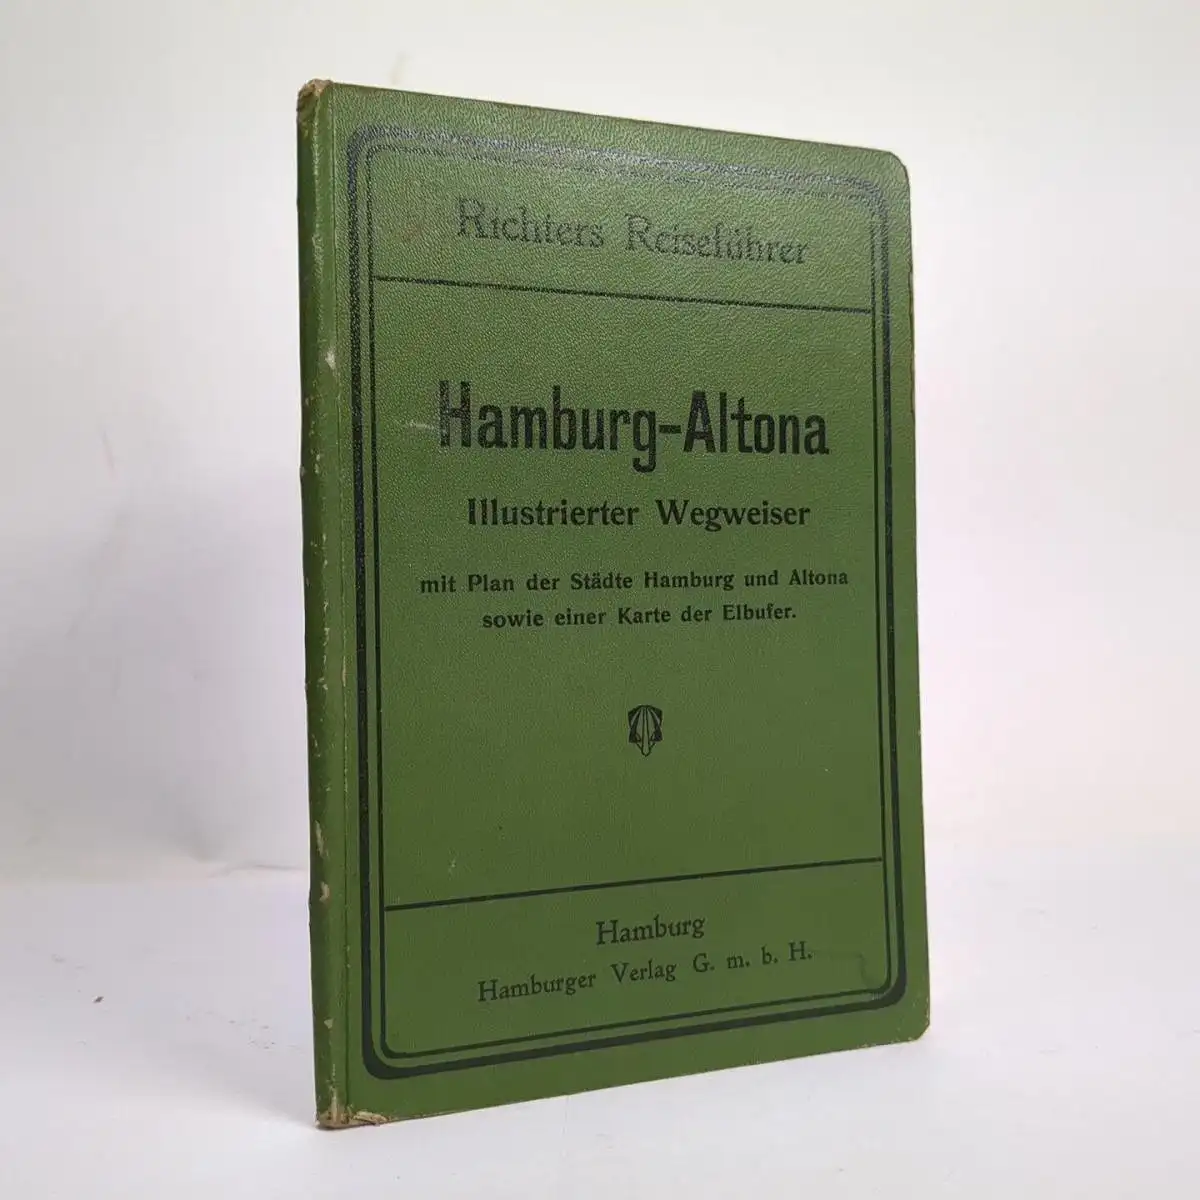 Richters Reiseführer
Hamburg-Altona
Illustrierter Wegweiser
mit Plan der Städte Hamburg und Altona
sowie einer Karte der Elbufer.
Hamburg
Hamburger Verlag G. m. b. H.